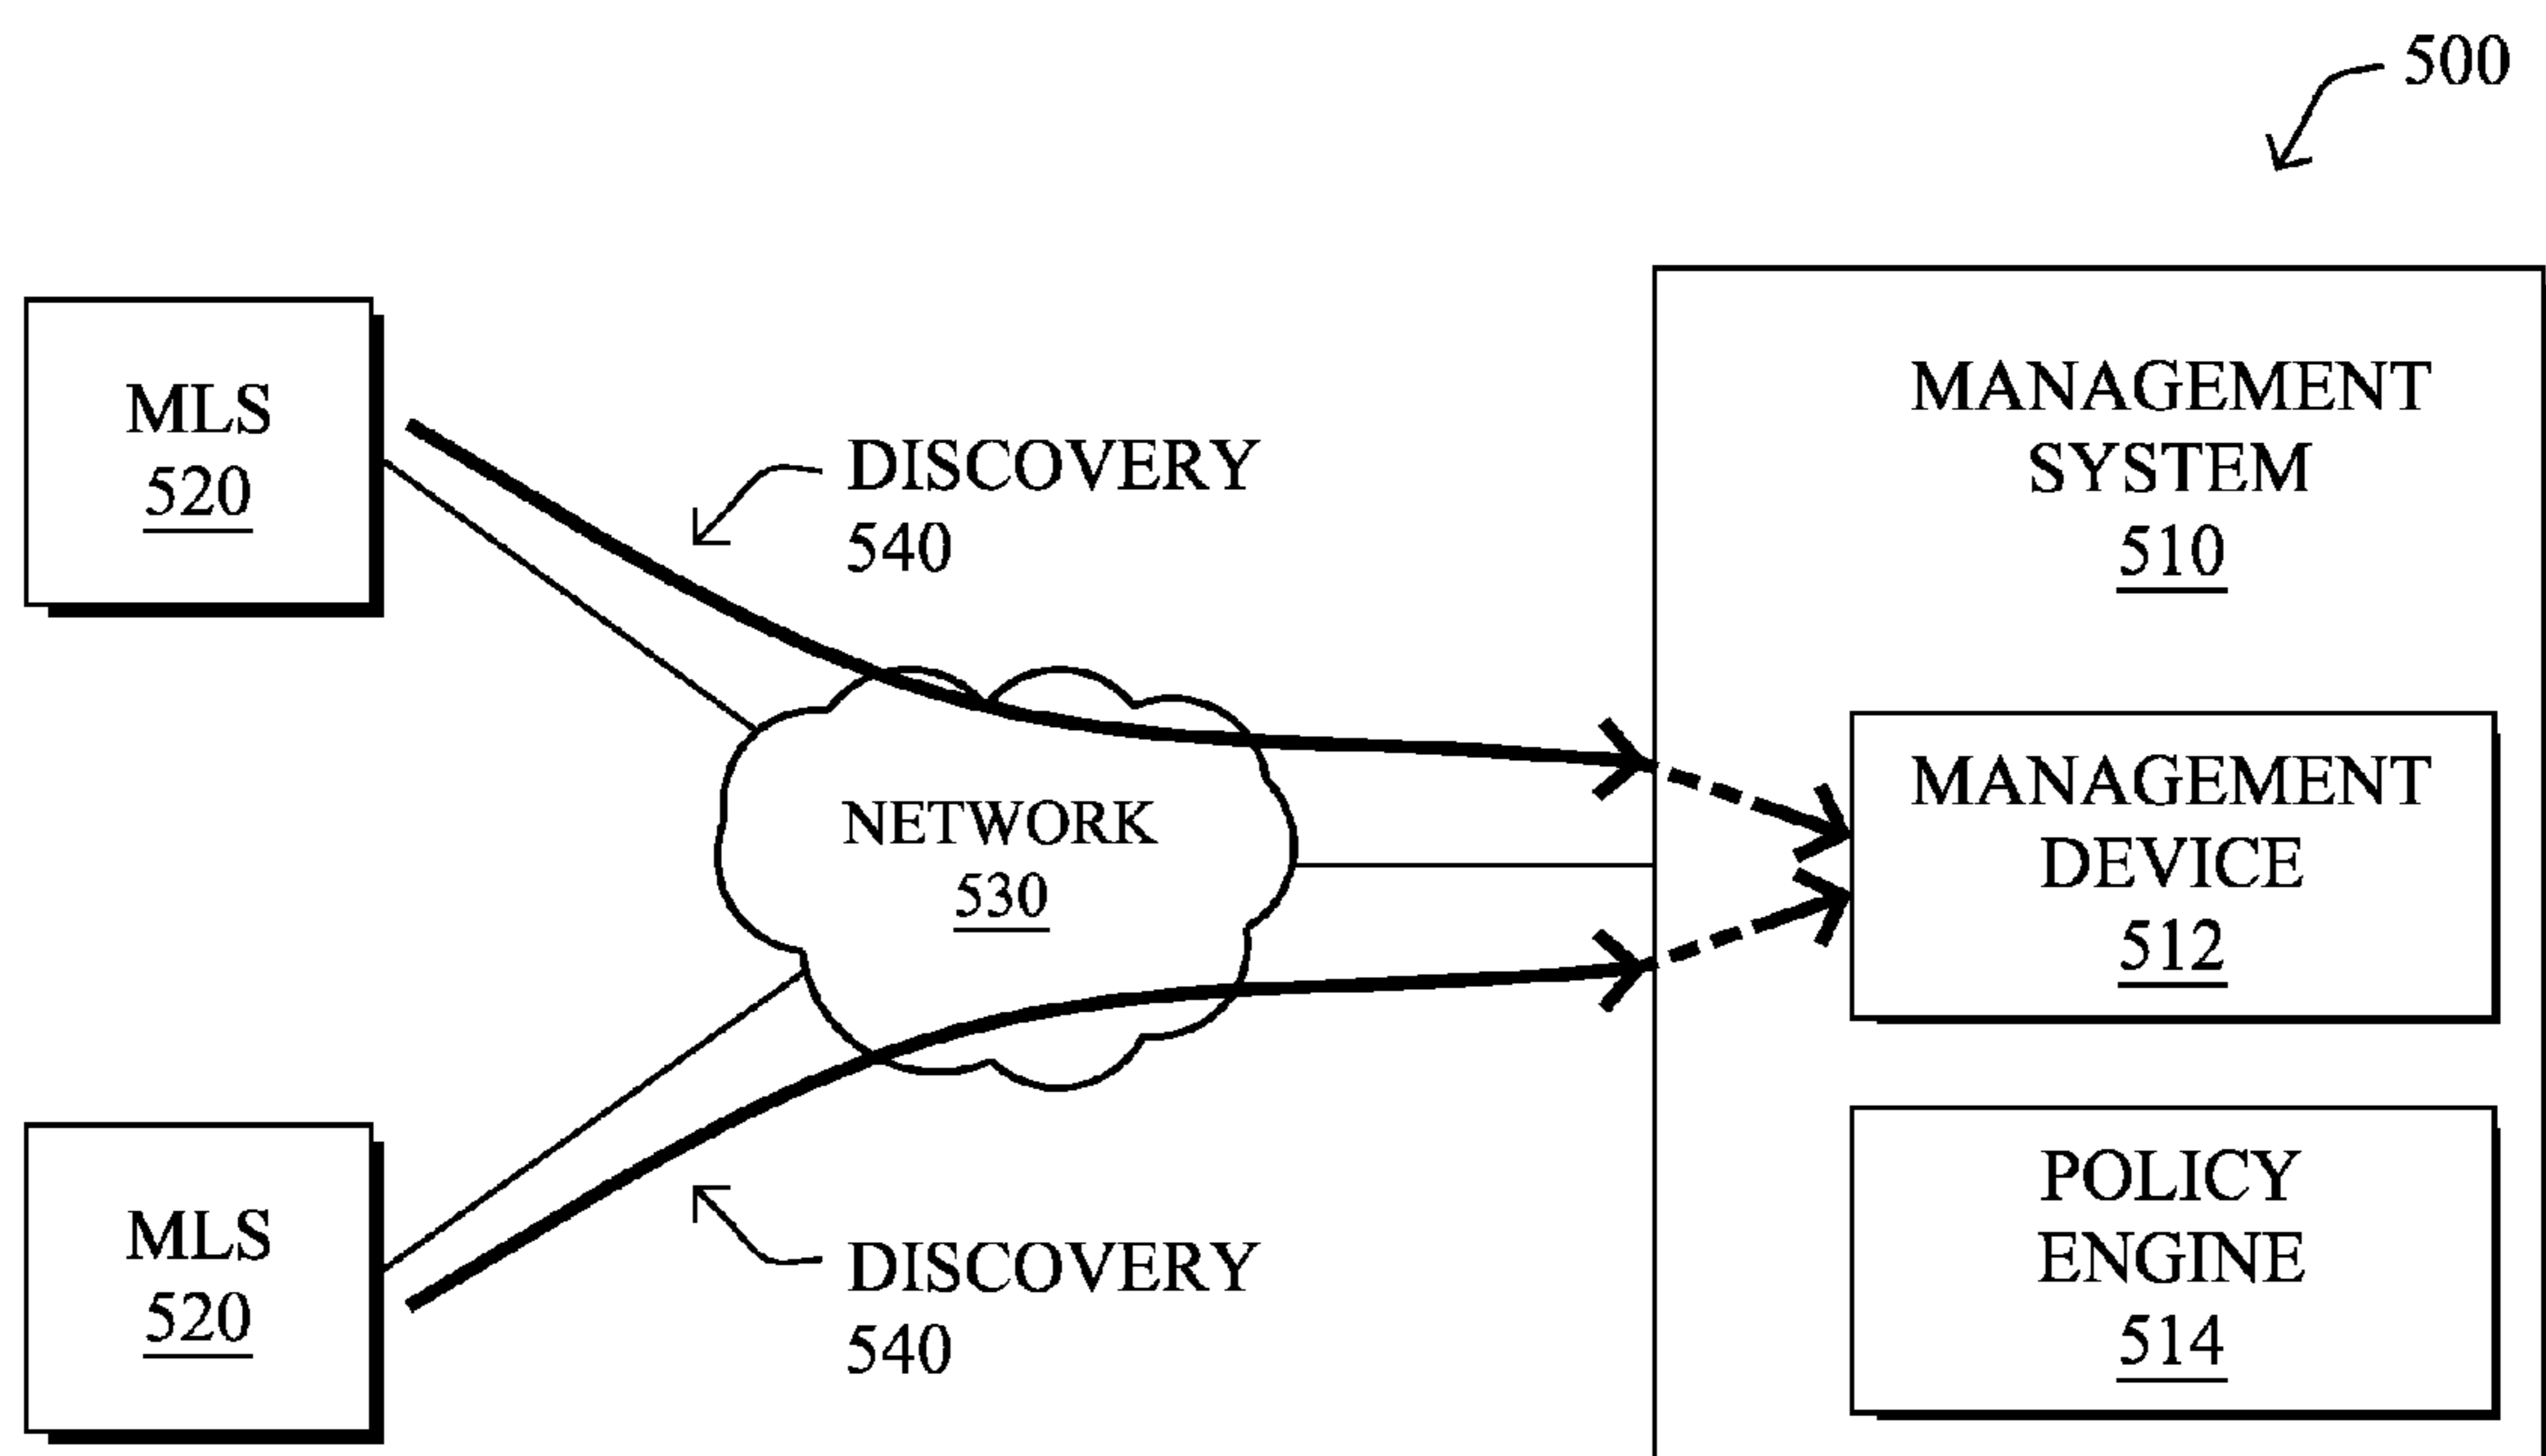 500
MLS
520
DISCOVERY
540
MANAGEMENT
SYSTEM
510
NETWORK
530
MANAGEMENT
DEVICE
512
MLS
520
DISCOVERY
540
POLICY
ENGINE
514